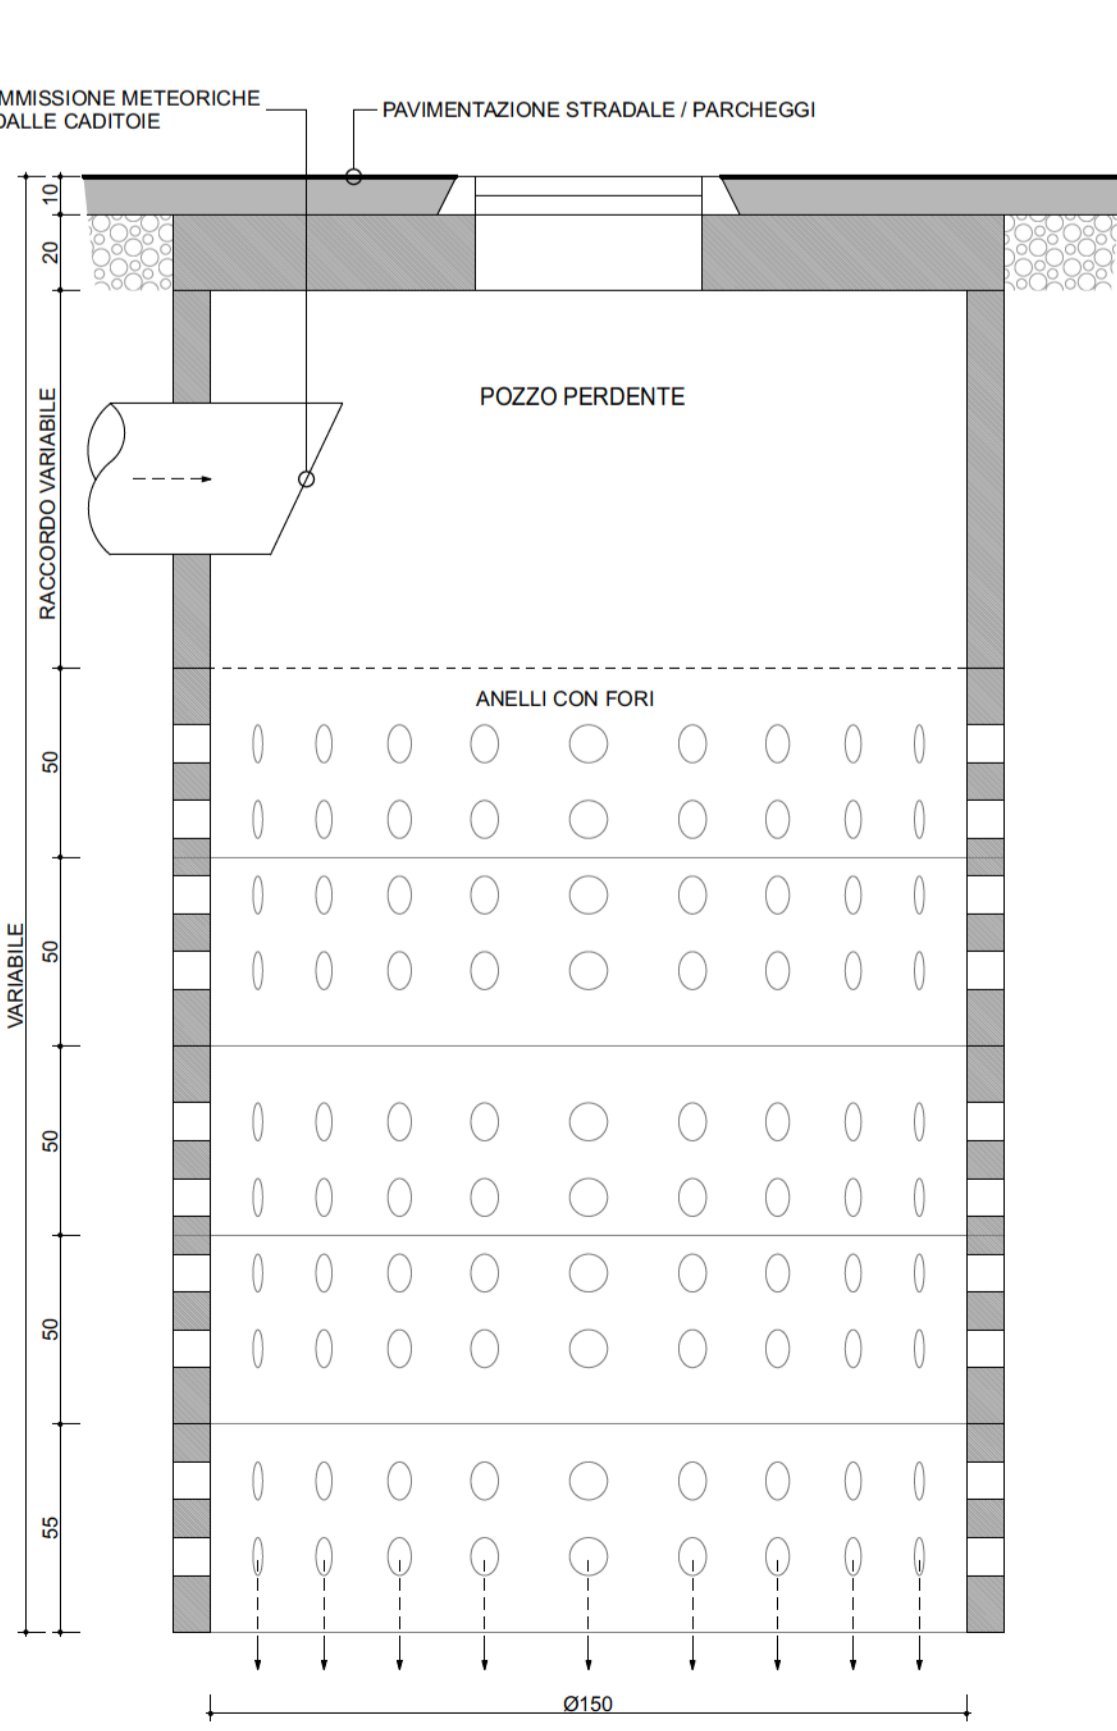 MMISSIONE METEORICHE
DALLE CADITOIE
PAVIMENTAZIONE STRADALE / PARCHEGGI
10
20
RACCORDO VARIABILE
POZZO PERDENTE
ANELLI CON FORI
50
50
VARIABILE
50
50
55
Ø150